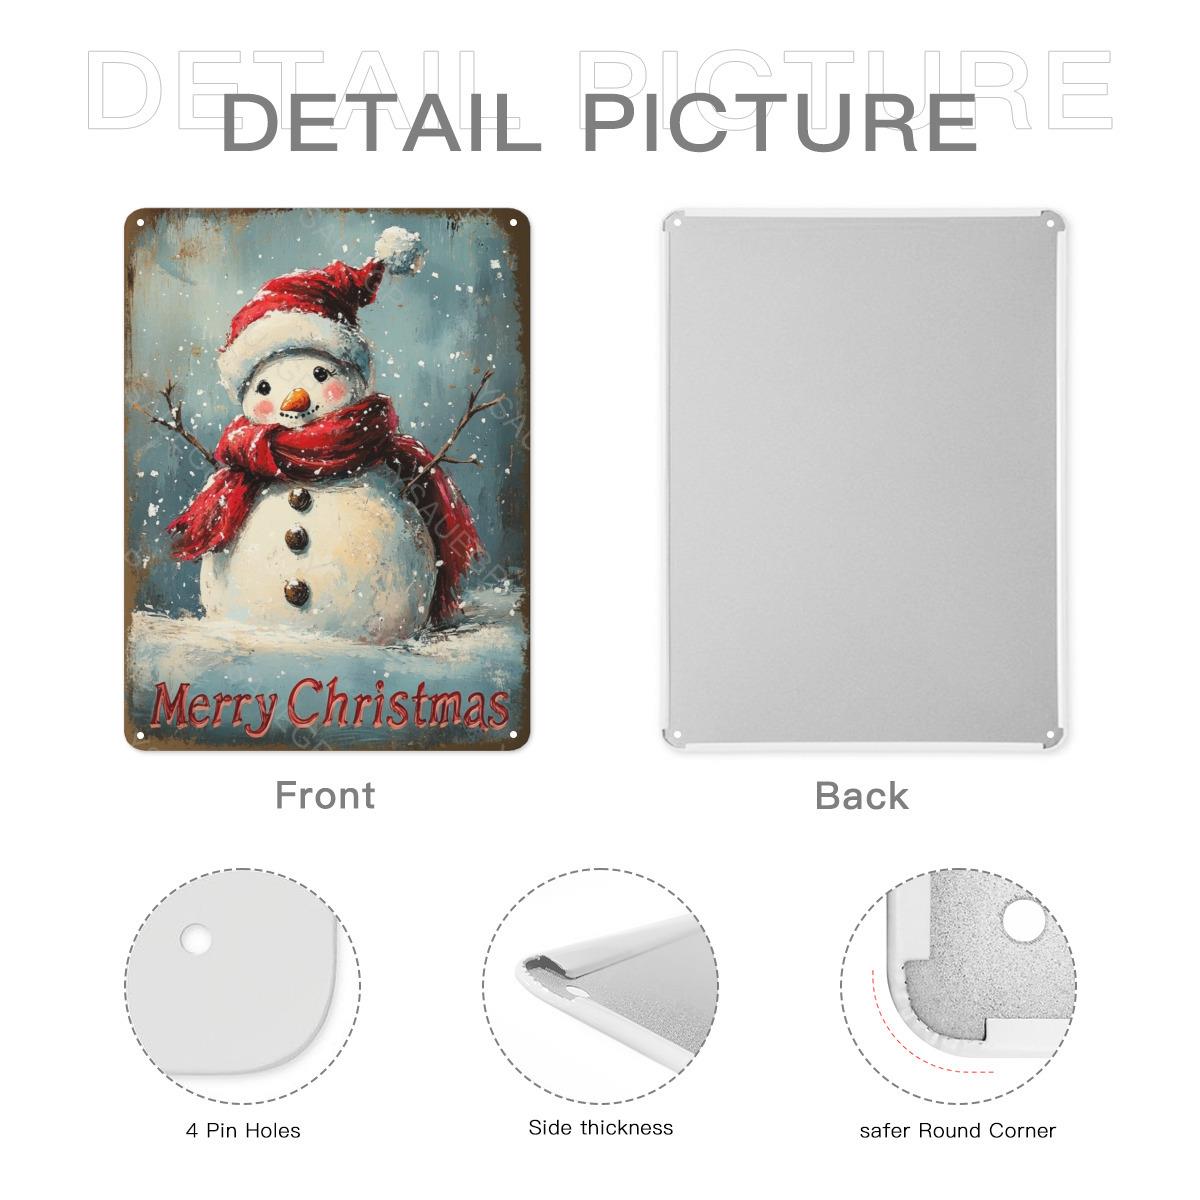 DETAIL PICTURE
DETAIL PICTURE
Merry Christmas
Front
Back
4 Pin Holes
Side thickness
safer Round Corner